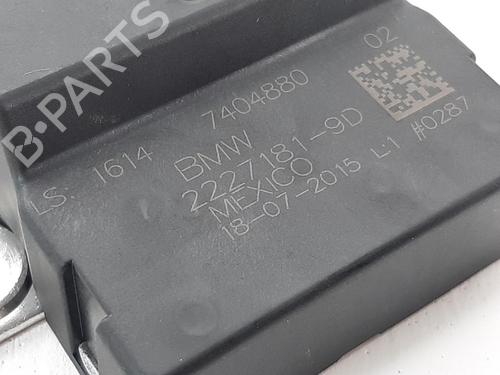 7404880 02
LS. 1614
BMW
2227181-9D
MEXICO
18-07-2015 L:1 #0287
B-PARTS